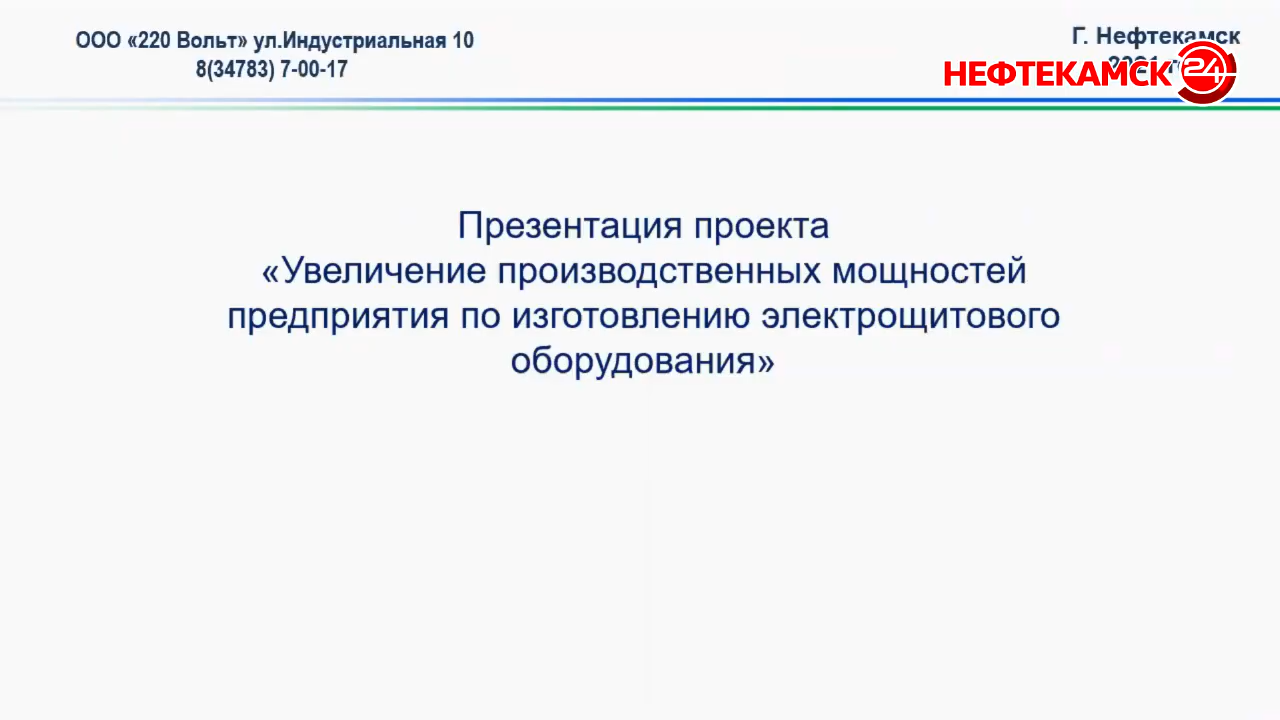 ООО «220 Вольт» ул.Индустриальная 10
8(34783) 7-00-17
Г. Нефтекамск
НЕФТЕКАМСК 24
Презентация проекта
«Увеличение производственных мощностей
предприятия по изготовлению электрощитового
оборудования»